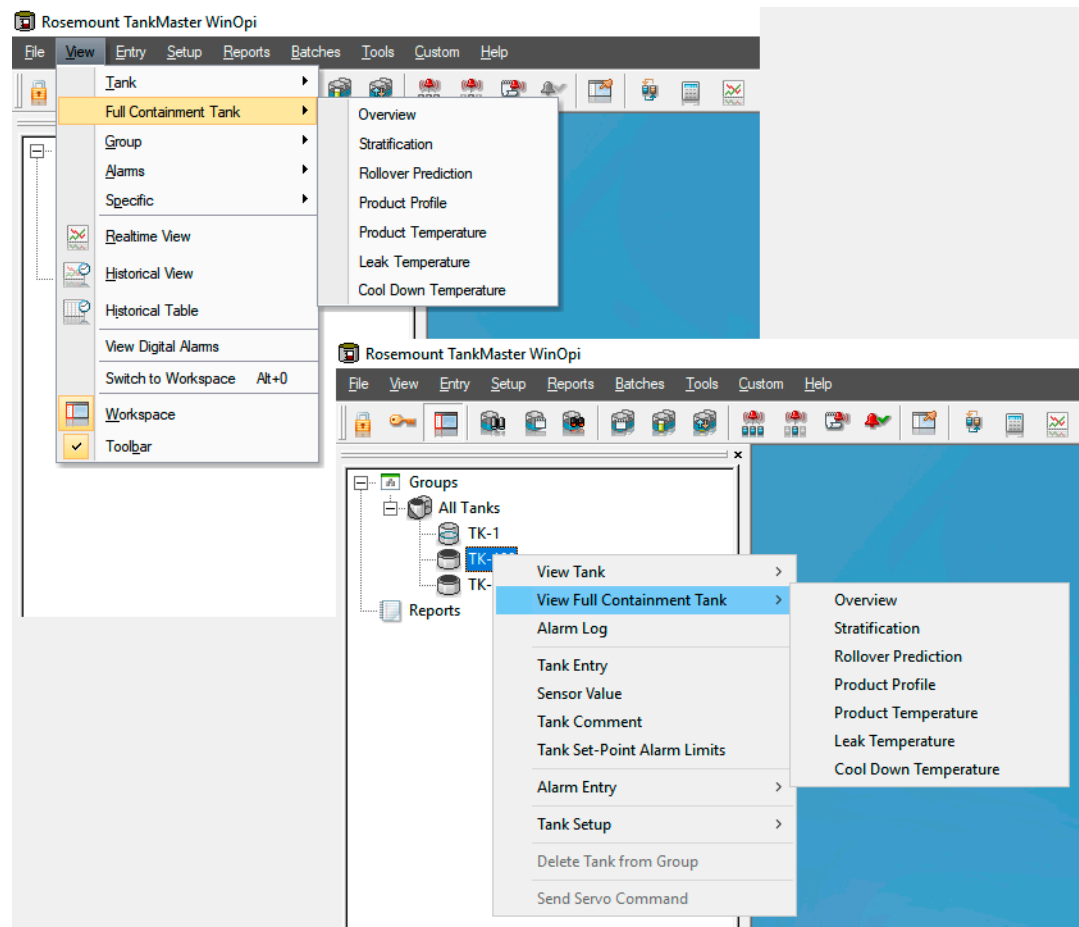 Rosemount TankMaster WinOpi
File View Entry Setup Reports Batches Tools Custom Help
Tank
Full Containment Tank
Group
Alarms
Specific
Realtime View
Historical View
Historical Table
View Digital Alarms
Switch to Workspace Alt+0
Workspace
Toolbar
Overview
Stratification
Rollover Prediction
Product Profile
Product Temperature
Leak Temperature
Cool Down Temperature
Rosemount TankMaster WinOpi
File View Entry Setup Reports Batches Tools Custom Help
Groups
All Tanks
TK-1
TK-
TK-
Reports
View Tank
View Full Containment Tank
Alarm Log
Tank Entry
Sensor Value
Tank Comment
Tank Set-Point Alarm Limits
Alarm Entry
Tank Setup
Delete Tank from Group
Send Servo Command
Overview
Stratification
Rollover Prediction
Product Profile
Product Temperature
Leak Temperature
Cool Down Temperature